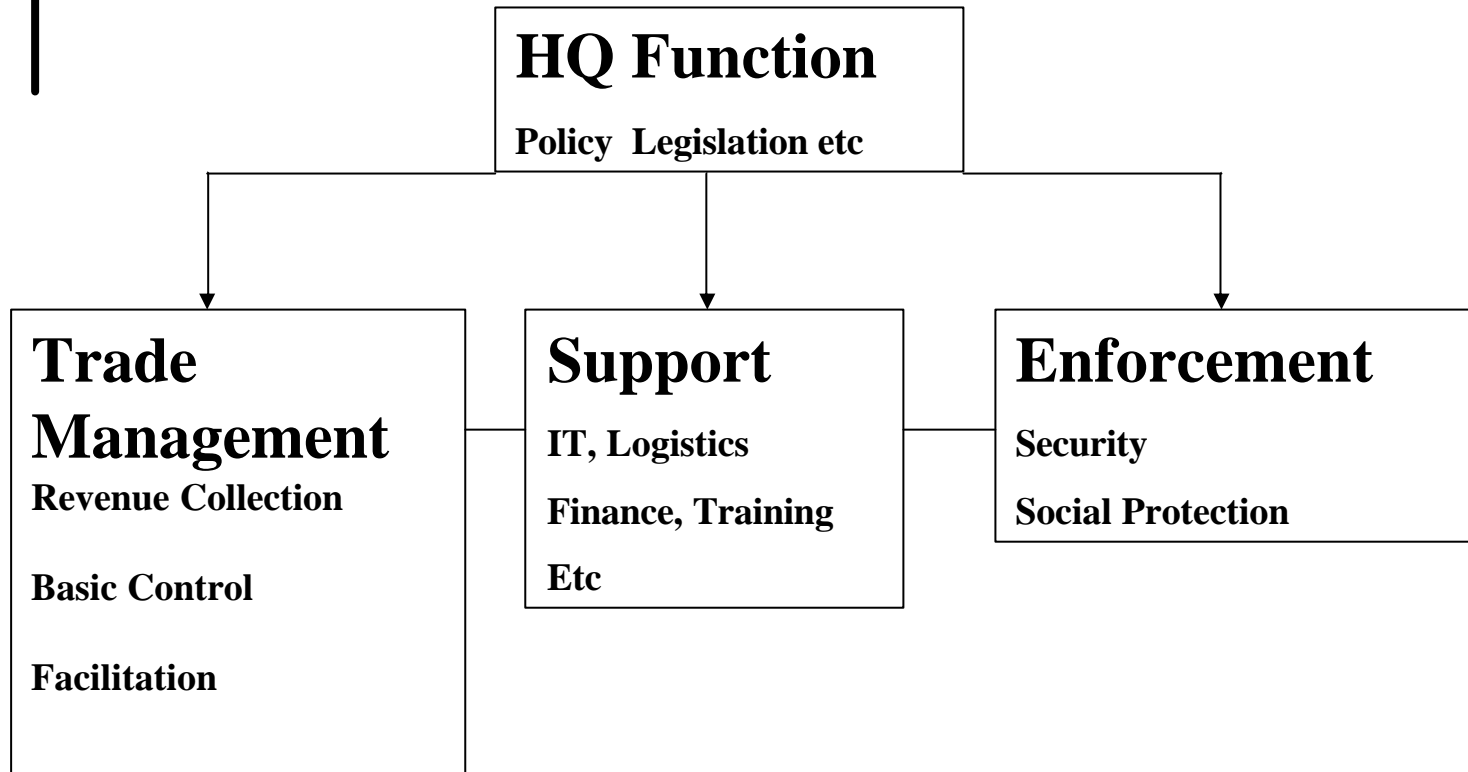 HQ Function
Policy Legislation etc
Trade
Management
Revenue Collection
Basic Control
Facilitation
Support
IT, Logistics
Finance, Training
Etc
Enforcement
Security
Social Protection